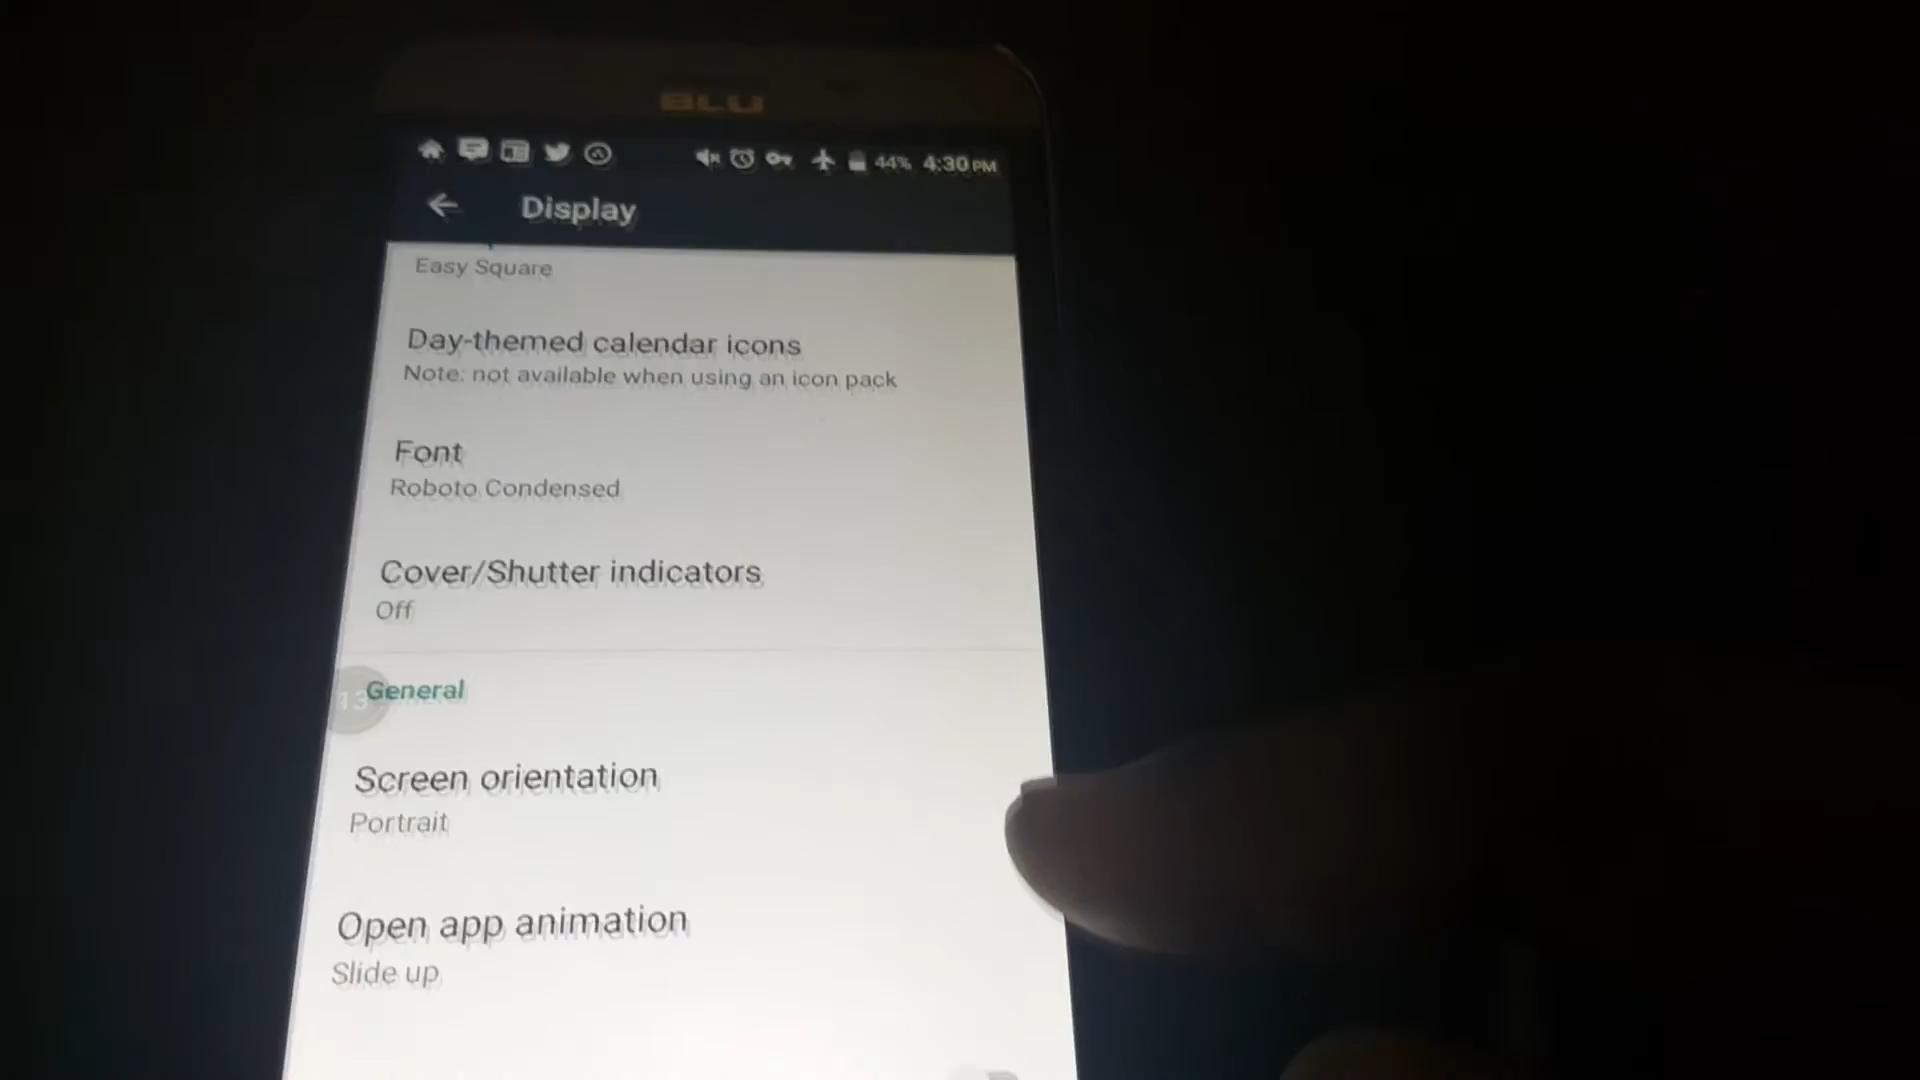 BLU
44% 4:30 PM
Display
Easy Square
Day-themed calendar icons
Note: not available when using an icon pack
Font
Roboto Condensed
Cover/Shutter indicators
Off
13
General
Screen orientation
Portrait
Open app animation
Slide up